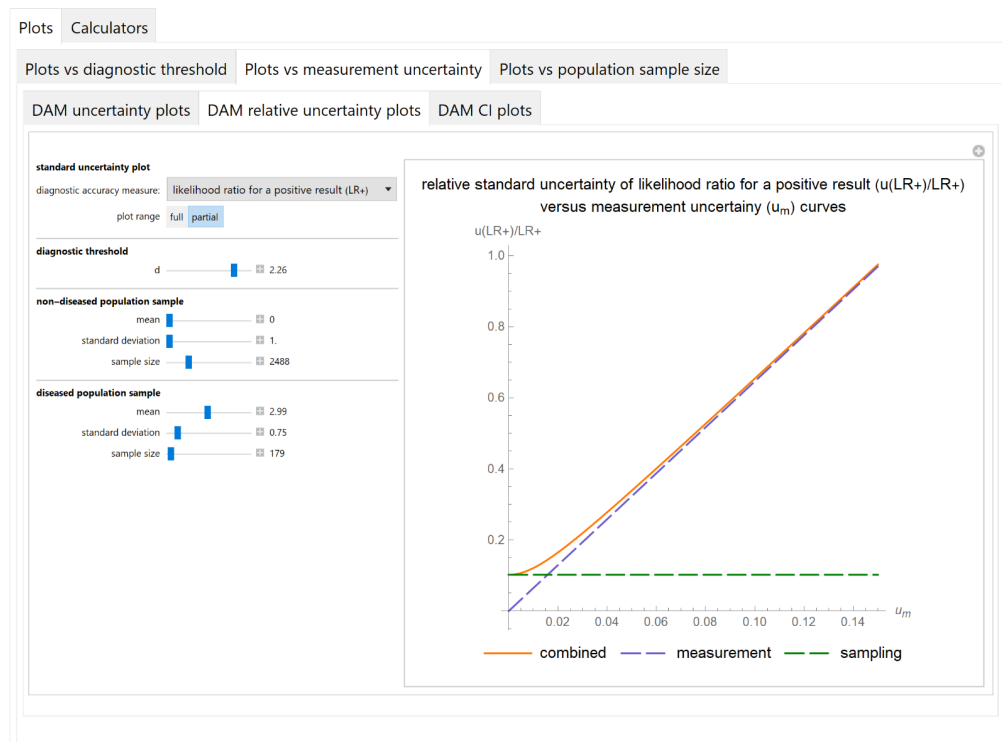 Plots Calculators
Plots vs diagnostic threshold Plots vs measurement uncertainty Plots vs population sample size
DAM uncertainty plots DAM relative uncertainty plots DAM CI plots
standard uncertainty plot
diagnostic accuracy measure: likelihood ratio for a positive result (LR+)
plot range full partial
diagnostic threshold
d 2.26
non-diseased population sample
mean 0
standard deviation 1.
sample size 2488
diseased population sample
mean 2.99
standard deviation 0.75
sample size 179
relative standard uncertainty of likelihood ratio for a positive result (u(LR+)/LR+)
versus measurement uncertainy (um) curves
u(LR+)/LR+
1.0
0.8
0.6
0.4
0.2
0.02 0.04 0.06 0.08 0.10 0.12 0.14 um
combined measurement sampling